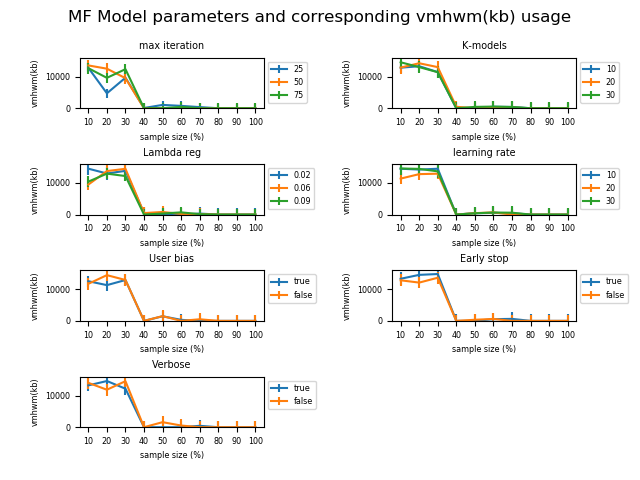 MF Model parameters and corresponding vmhwm(kb) usage
max iteration
vmhwm(kb)
10000
0
10 20 30 40 50 60 70 80 90 100
sample size (%)
25
50
75
K-models
vmhwm(kb)
10000
0
10 20 30 40 50 60 70 80 90 100
sample size (%)
10
20
30
Lambda reg
vmhwm(kb)
10000
0
10 20 30 40 50 60 70 80 90 100
sample size (%)
0.02
0.06
0.09
learning rate
vmhwm(kb)
10000
0
10 20 30 40 50 60 70 80 90 100
sample size (%)
10
20
30
User bias
vmhwm(kb)
10000
0
10 20 30 40 50 60 70 80 90 100
sample size (%)
true
false
Early stop
vmhwm(kb)
10000
0
10 20 30 40 50 60 70 80 90 100
sample size (%)
true
false
Verbose
vmhwm(kb)
10000
0
10 20 30 40 50 60 70 80 90 100
sample size (%)
true
false